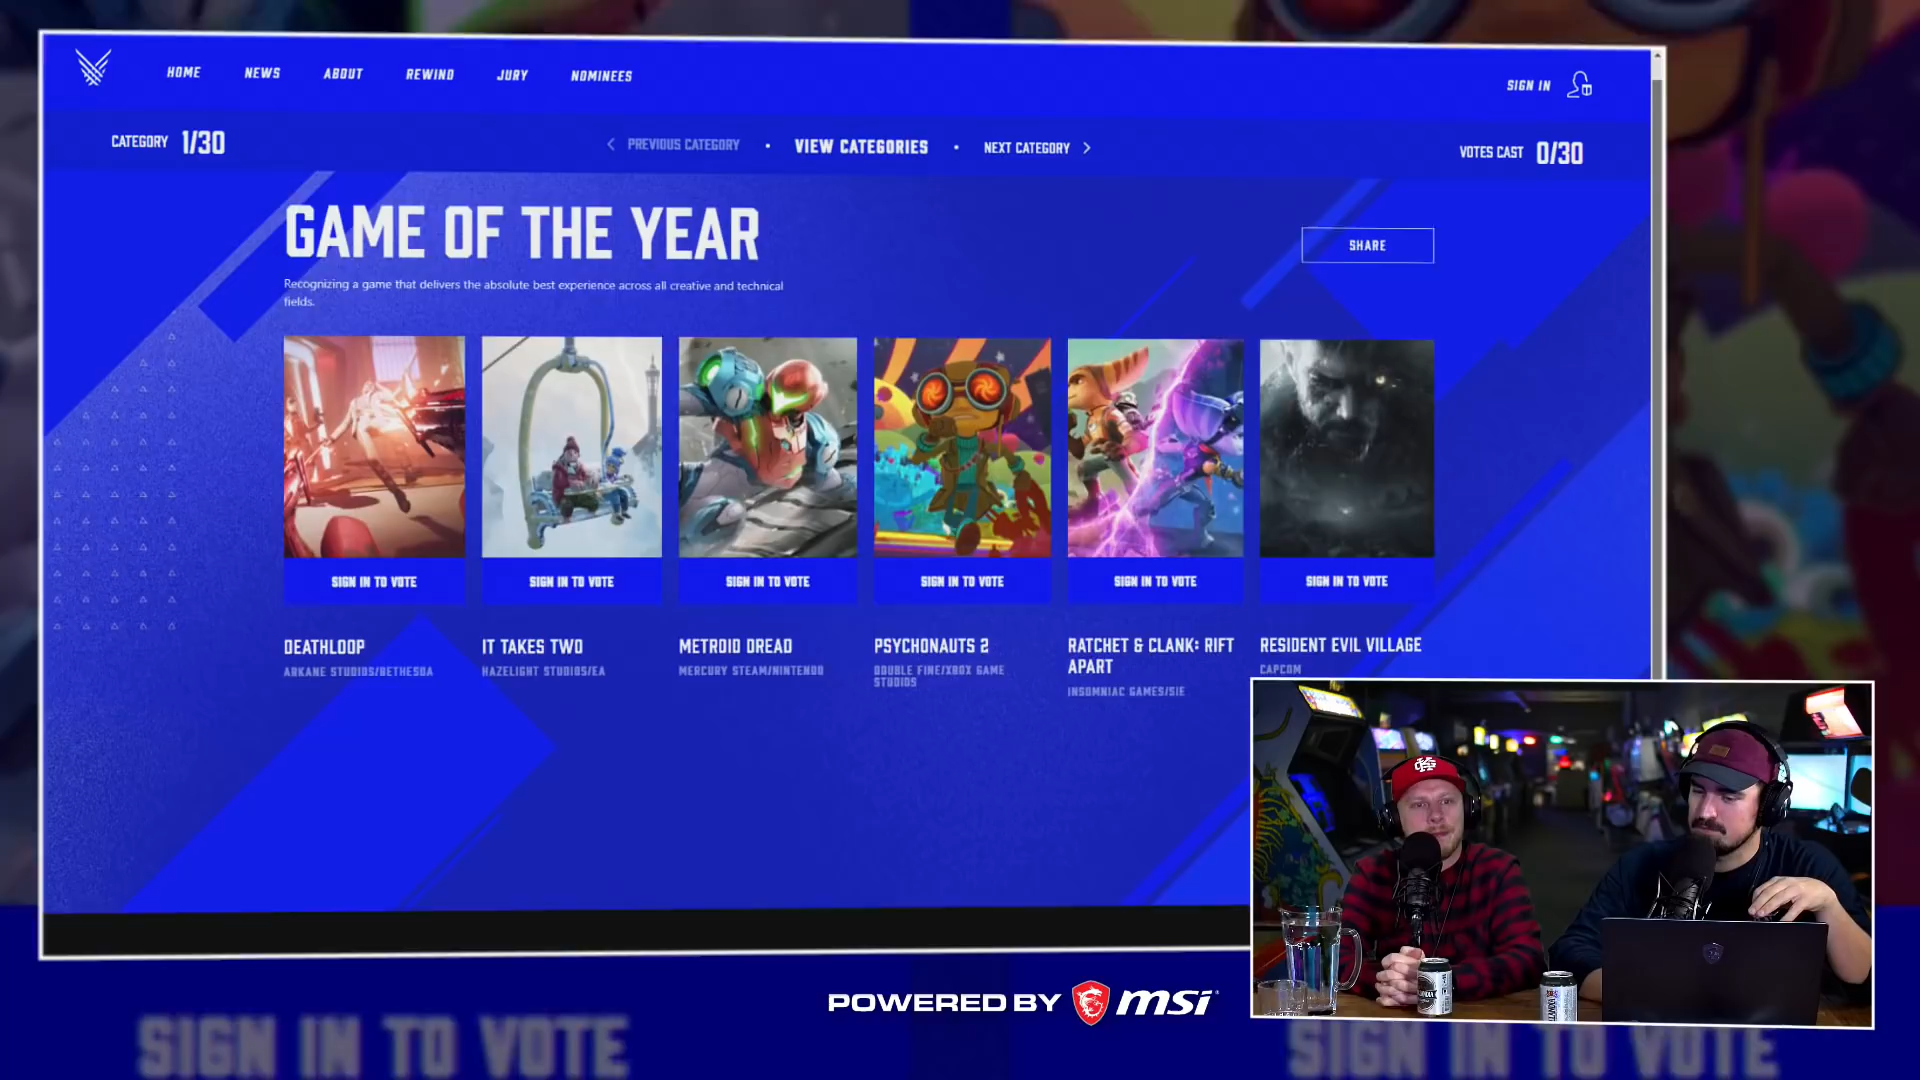 HOME NEWS ABOUT REWIND JURY NOMINEES SIGN IN
CATEGORY 1/30 PREVIOUS CATEGORY • VIEW CATEGORIES • NEXT CATEGORY VOTES CAST 0/30
GAME OF THE YEAR
SHARE
Recognizing a game that delivers the absolute best experience across all creative and technical
fields.
SIGN IN TO VOTE SIGN IN TO VOTE SIGN IN TO VOTE SIGN IN TO VOTE SIGN IN TO VOTE SIGN IN TO VOTE
DEATHLOOP
ARKANE STUDIOS/BETHESDA
IT TAKES TWO
HAZELIGHT STUDIOS/EA
METROID DREAD
MERCURY STEAM/NINTENDO
PSYCHONAUTS 2
DOUBLE FINE/XBOX GAME
STUDIOS
RATCHET & CLANK: RIFT
APART
INSOMNIAC GAMES/SIE
RESIDENT EVIL VILLAGE
CAPCOM
POWERED BY msi
SIGN IN TO VOTE SIGN IN TO VOTE